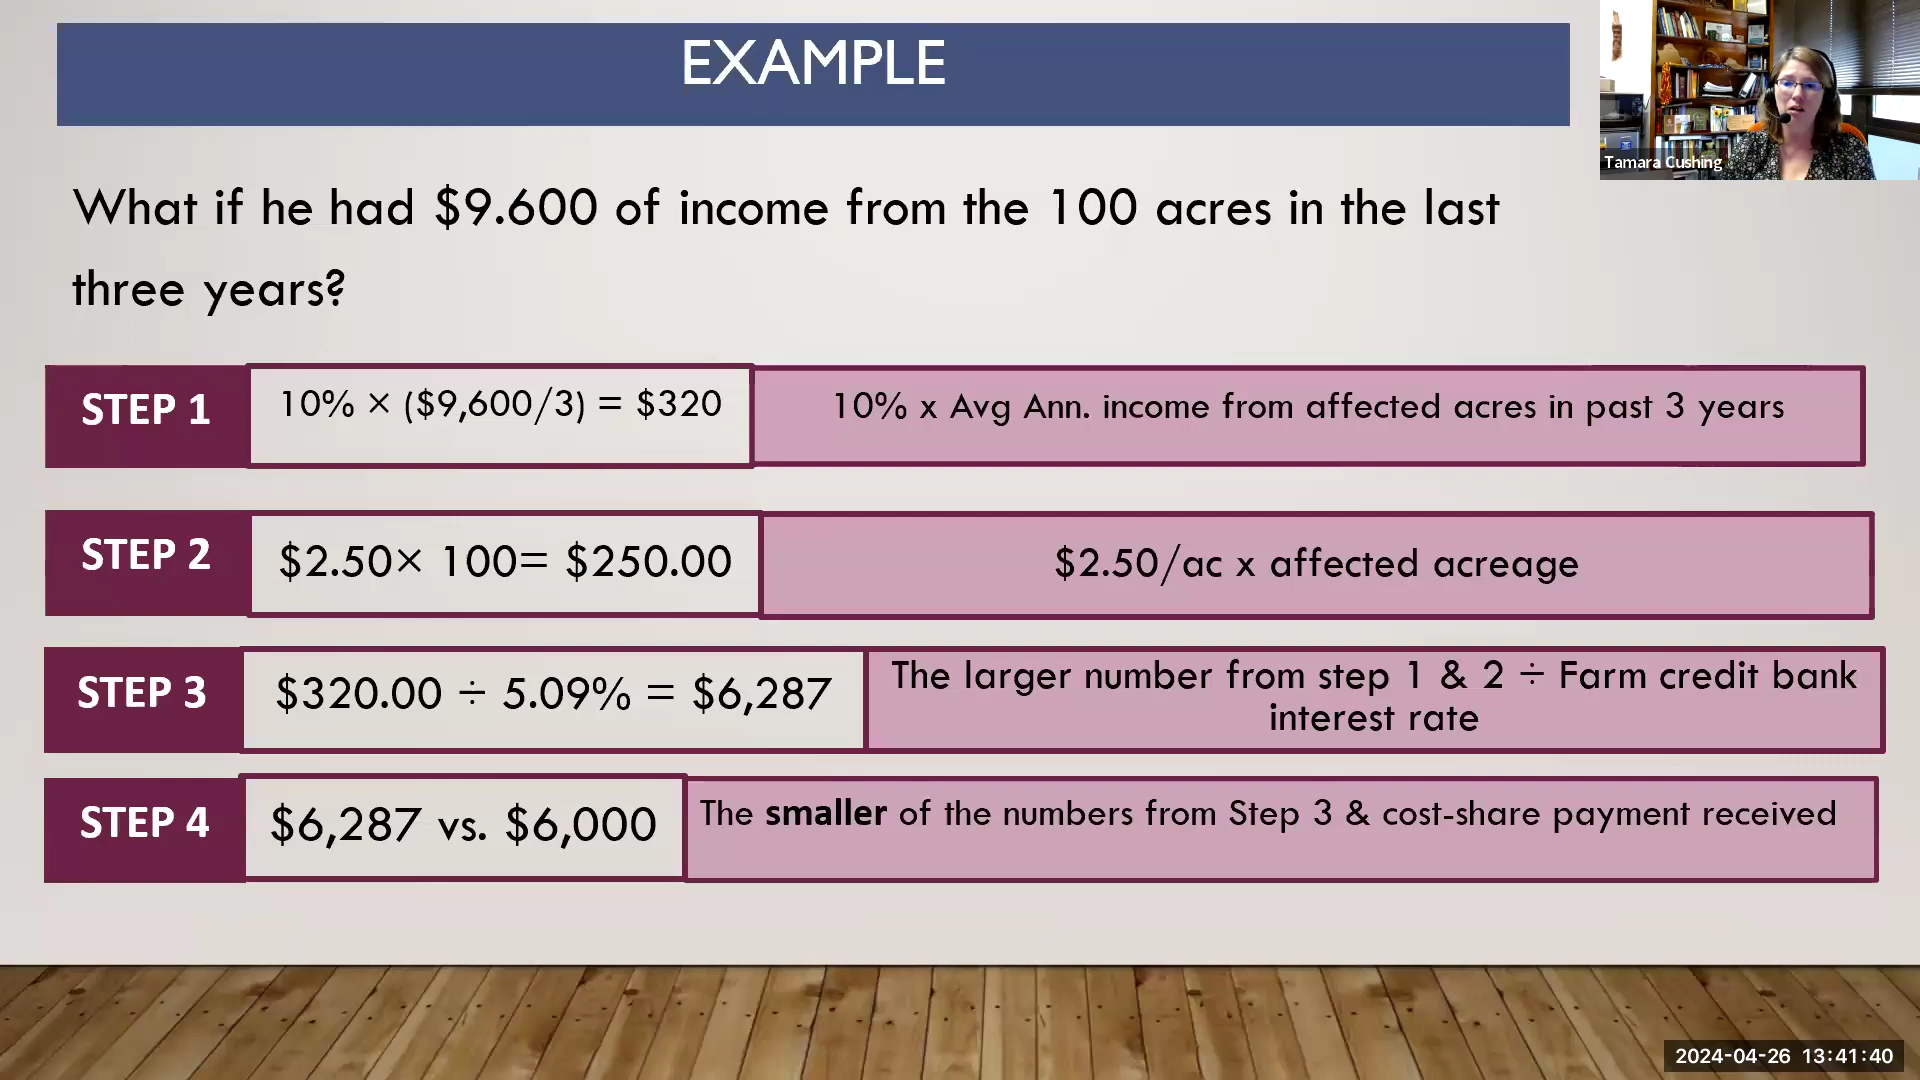 EXAMPLE
Tamara Cushing
What if he had $9.600 of income from the 100 acres in the last
three years?
STEP 1
10% × ($9,600/3) = $320
10% x Avg Ann. income from affected acres in past 3 years
STEP 2
$2.50× 100= $250.00
$2.50/ac x affected acreage
STEP 3
$320.00 ÷ 5.09% = $6,287
The larger number from step 1 & 2 ÷ Farm credit bank
interest rate
STEP 4
$6,287 vs. $6,000
The smaller of the numbers from Step 3 & cost-share payment received
2024-04-26 13:41:40